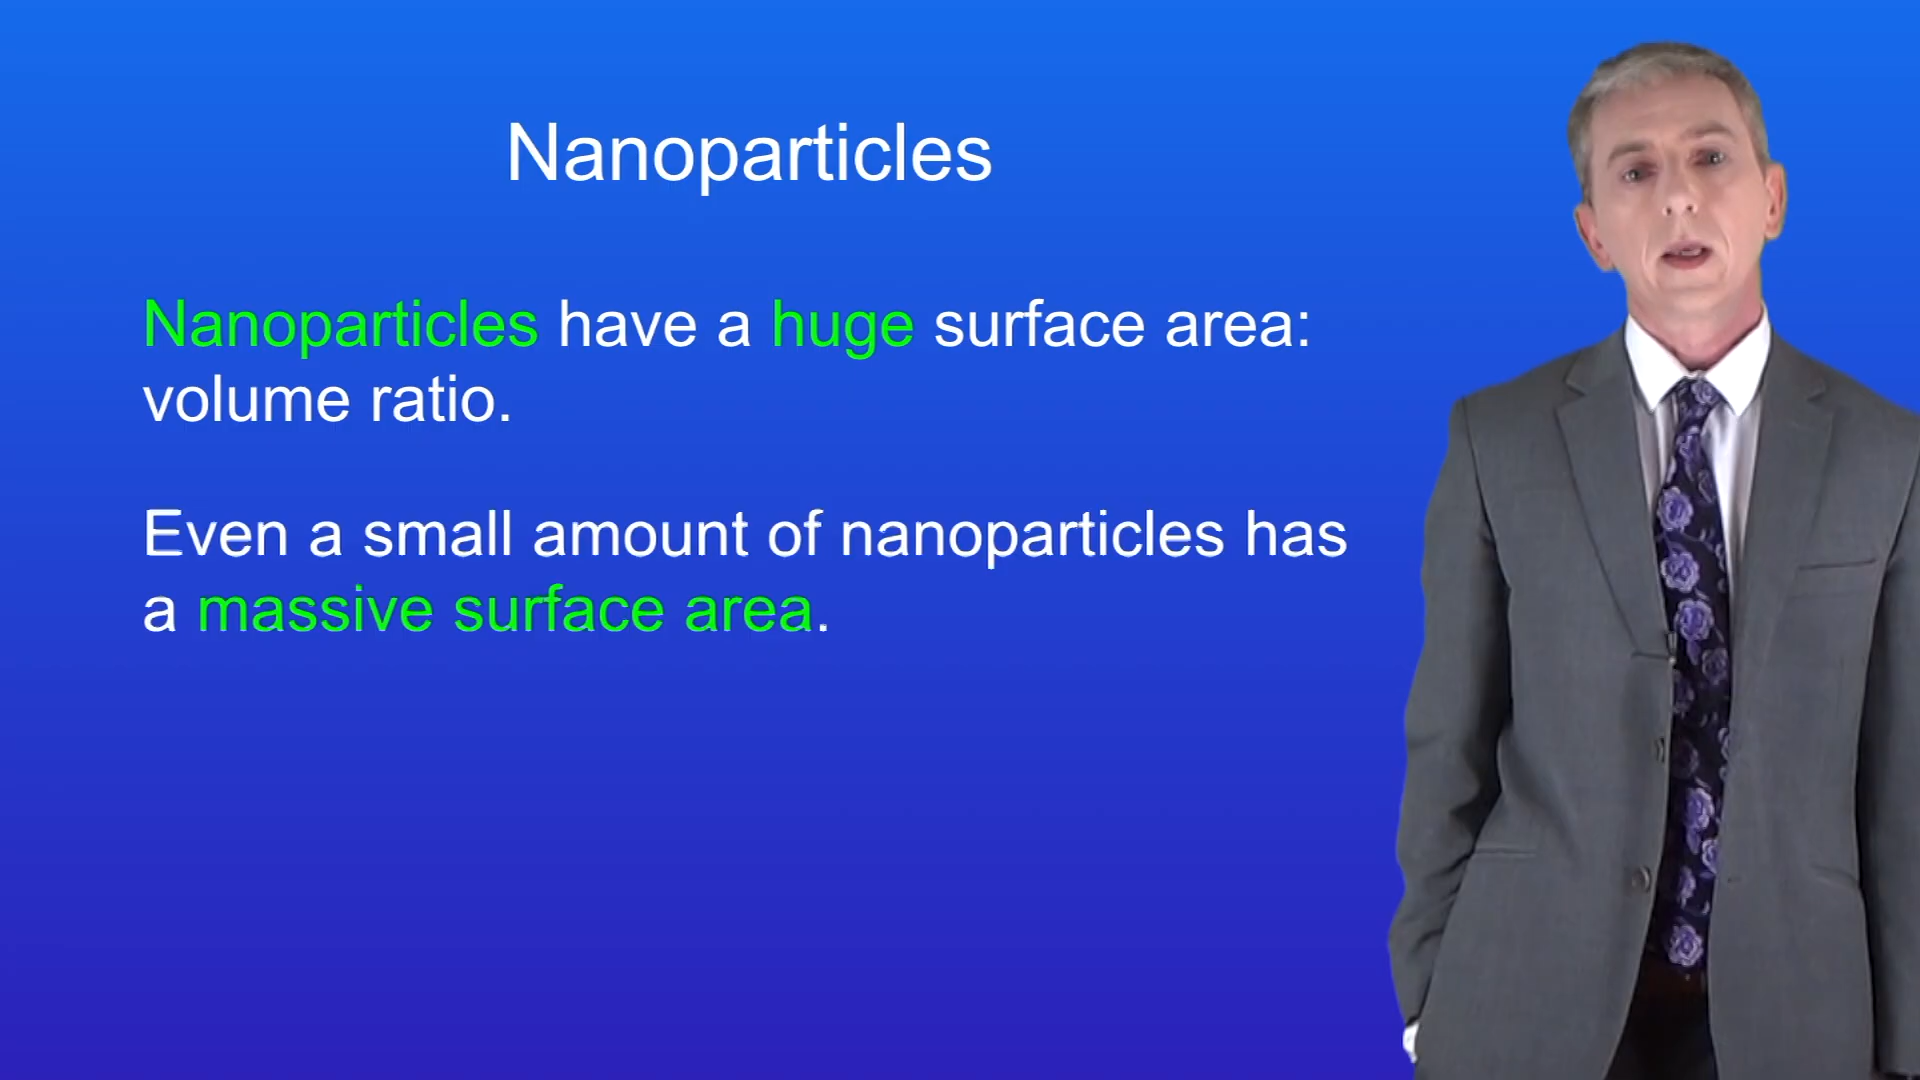 Nanoparticles
Nanoparticles have a huge surface area:
volume ratio.
Even a small amount of nanoparticles has
a massive surface area.